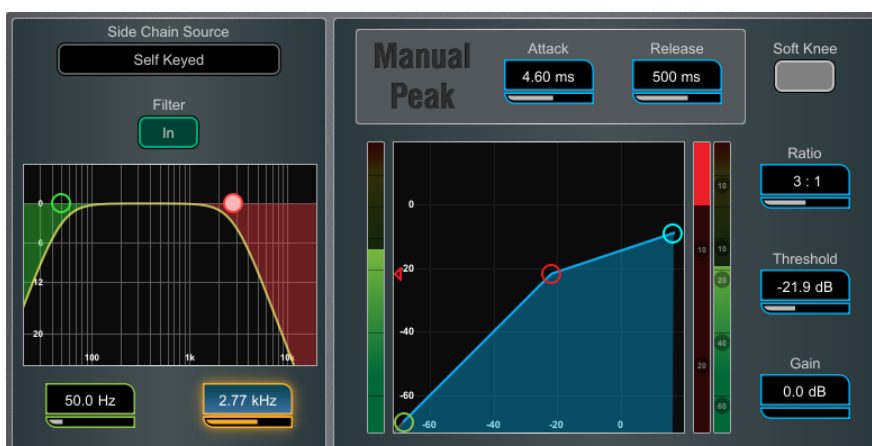 Side Chain Source
Self Keyed
Filter
In
0
6
12
20
100
1k
10k
50.0 Hz
2.77 kHz
Manual
Peak
Attack
4.60 ms
Release
500 ms
Soft Knee
0
-20
-40
-60
-60
-40
-20
0
10
20
10
10
20
40
60
Ratio
3 : 1
Threshold
-21.9 dB
Gain
0.0 dB